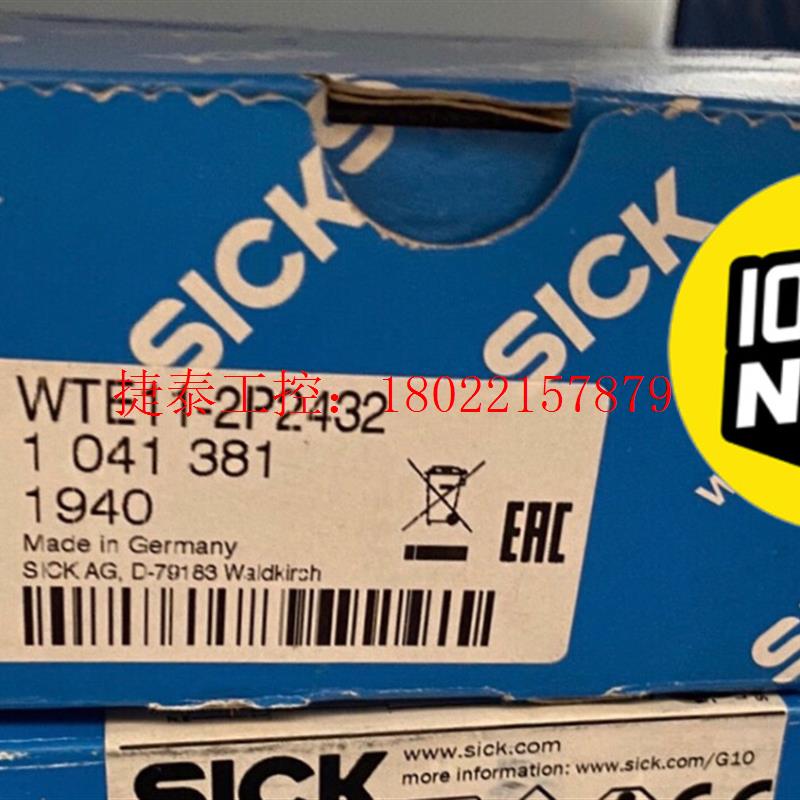 SICK
SICK
WTE11-2P2432
捷泰工控：18022157879
1 041 381
1940
Made in Germany
SICK AG, D-79183 Waldkirch
EAC
SICK
www.sick.com
more information: www.sick.com/G10